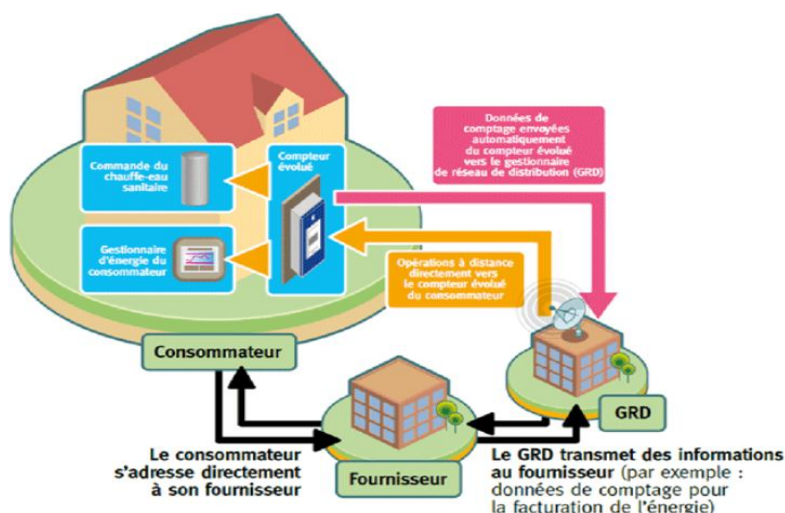 Données de
comptage envoyées
automatiquement
du compteur évolué
vers le gestionnaire
de réseau de distribution (GRD)
Commande du
chauffe-eau
sanitaire
Compteur
évolué
Gestionnaire
d'énergie du
consommateur
Opérations à distance
directement vers
le compteur évolué
du consommateur
Consommateur
GRD
Fournisseur
Le consommateur
s'adresse directement
à son fournisseur
Le GRD transmet des informations
au fournisseur (par exemple :
données de comptage pour
la facturation de l'énergie)